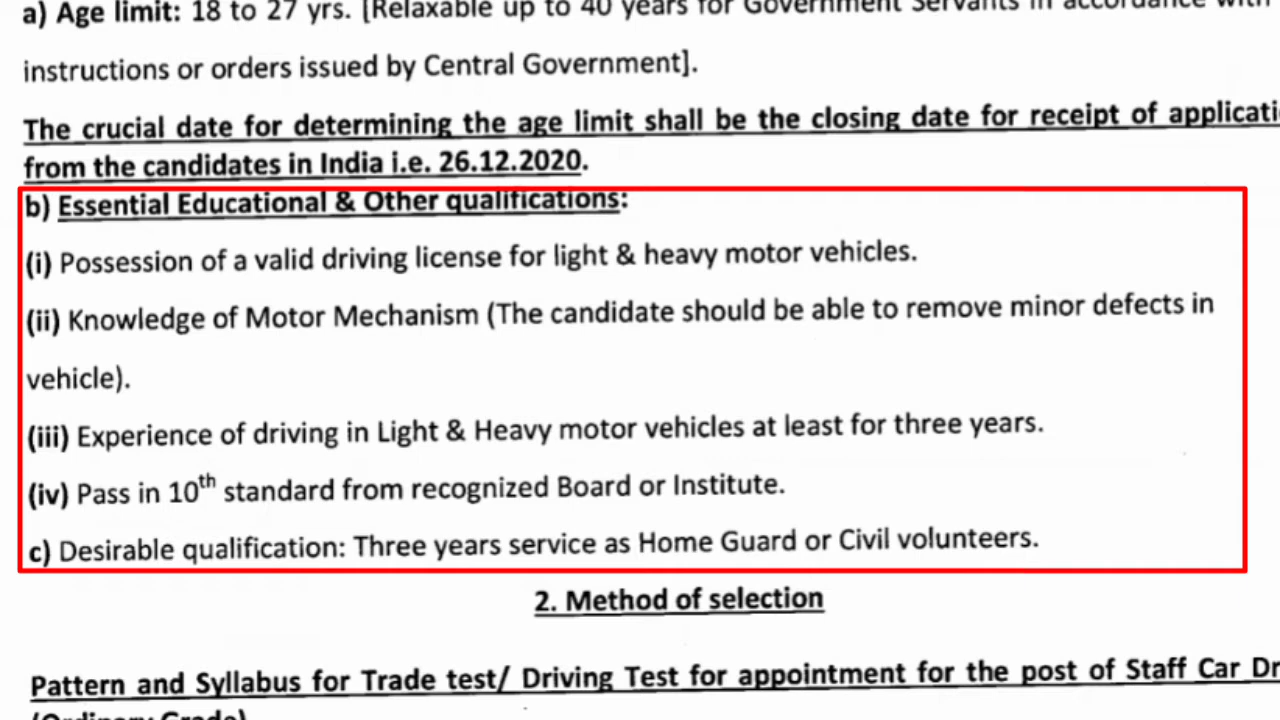 a) Age limit: 18 to 27 yrs. [Relaxable up to 40 years for Government Servants in accordance with
instructions or orders issued by Central Government].
The crucial date for determining the age limit shall be the closing date for receipt of applicati
from the candidates in India i.e. 26.12.2020.
b) Essential Educational & Other qualifications:
(i) Possession of a valid driving license for light & heavy motor vehicles.
(ii) Knowledge of Motor Mechanism (The candidate should be able to remove minor defects in
vehicle).
(iii) Experience of driving in Light & Heavy motor vehicles at least for three years.
(iv) Pass in 10th standard from recognized Board or Institute.
c) Desirable qualification: Three years service as Home Guard or Civil volunteers.
2. Method of selection
Pattern and Syllabus for Trade test/ Driving Test for appointment for the post of Staff Car Dr
(Ordinary Grade)